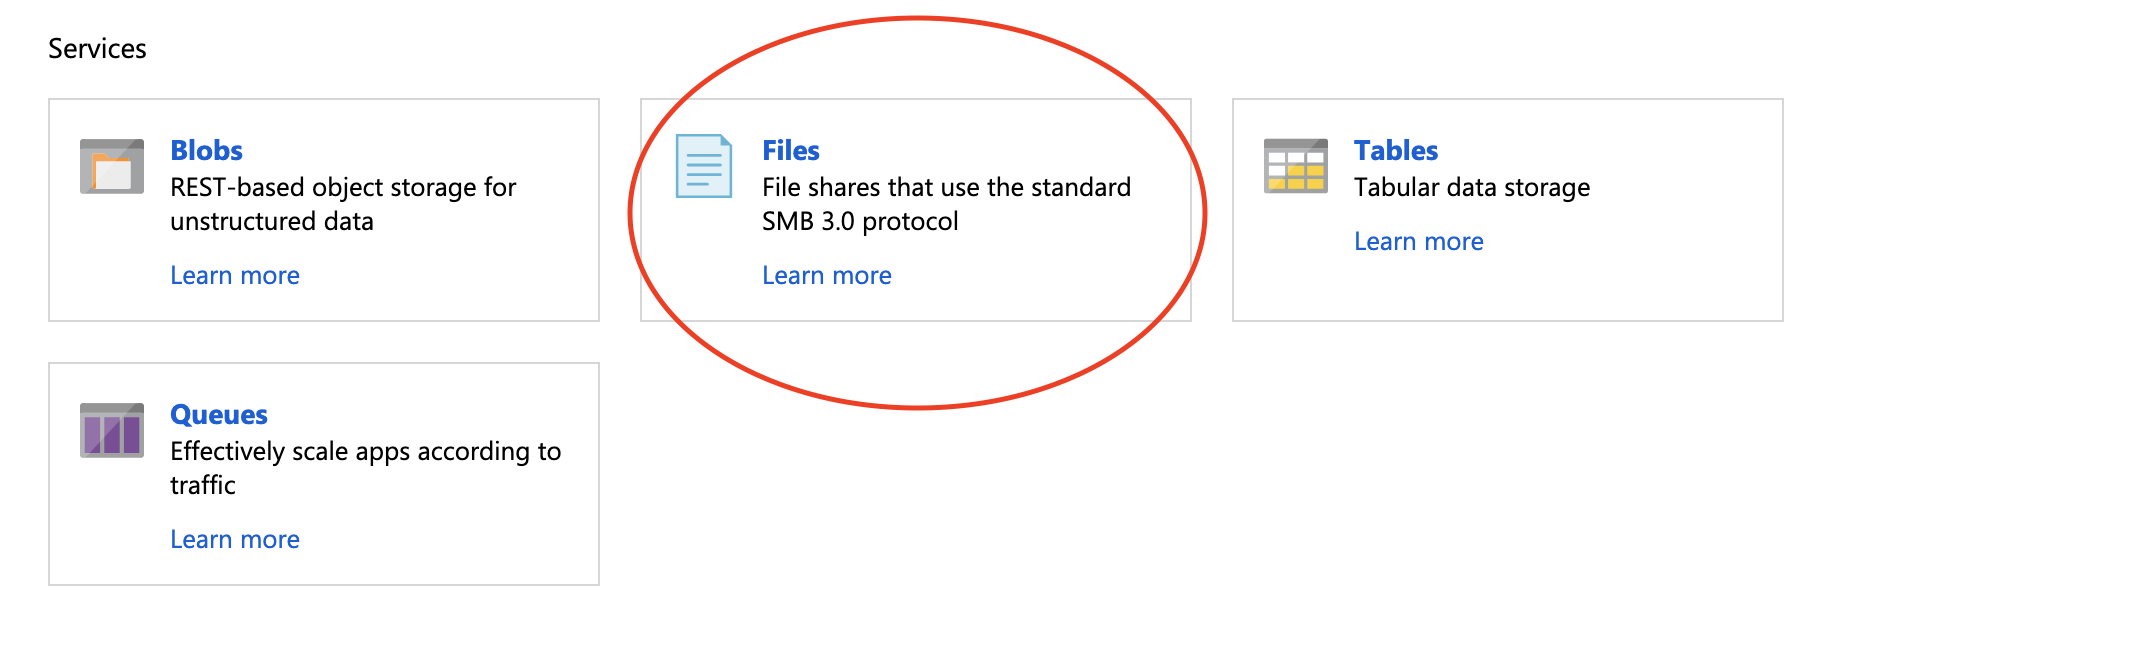 Services
Blobs
REST-based object storage for
unstructured data
Learn more
Files
File shares that use the standard
SMB 3.0 protocol
Learn more
Tables
Tabular data storage
Learn more
Queues
Effectively scale apps according to
traffic
Learn more